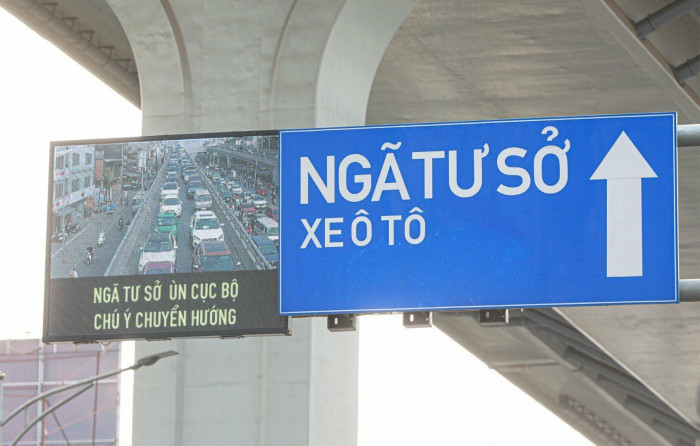 NGÃ TƯ SỞ ÙN CỤC BỘ
CHÚ Ý CHUYỂN HƯỚNG
NGÃ TƯ SỞ
XE Ô TÔ